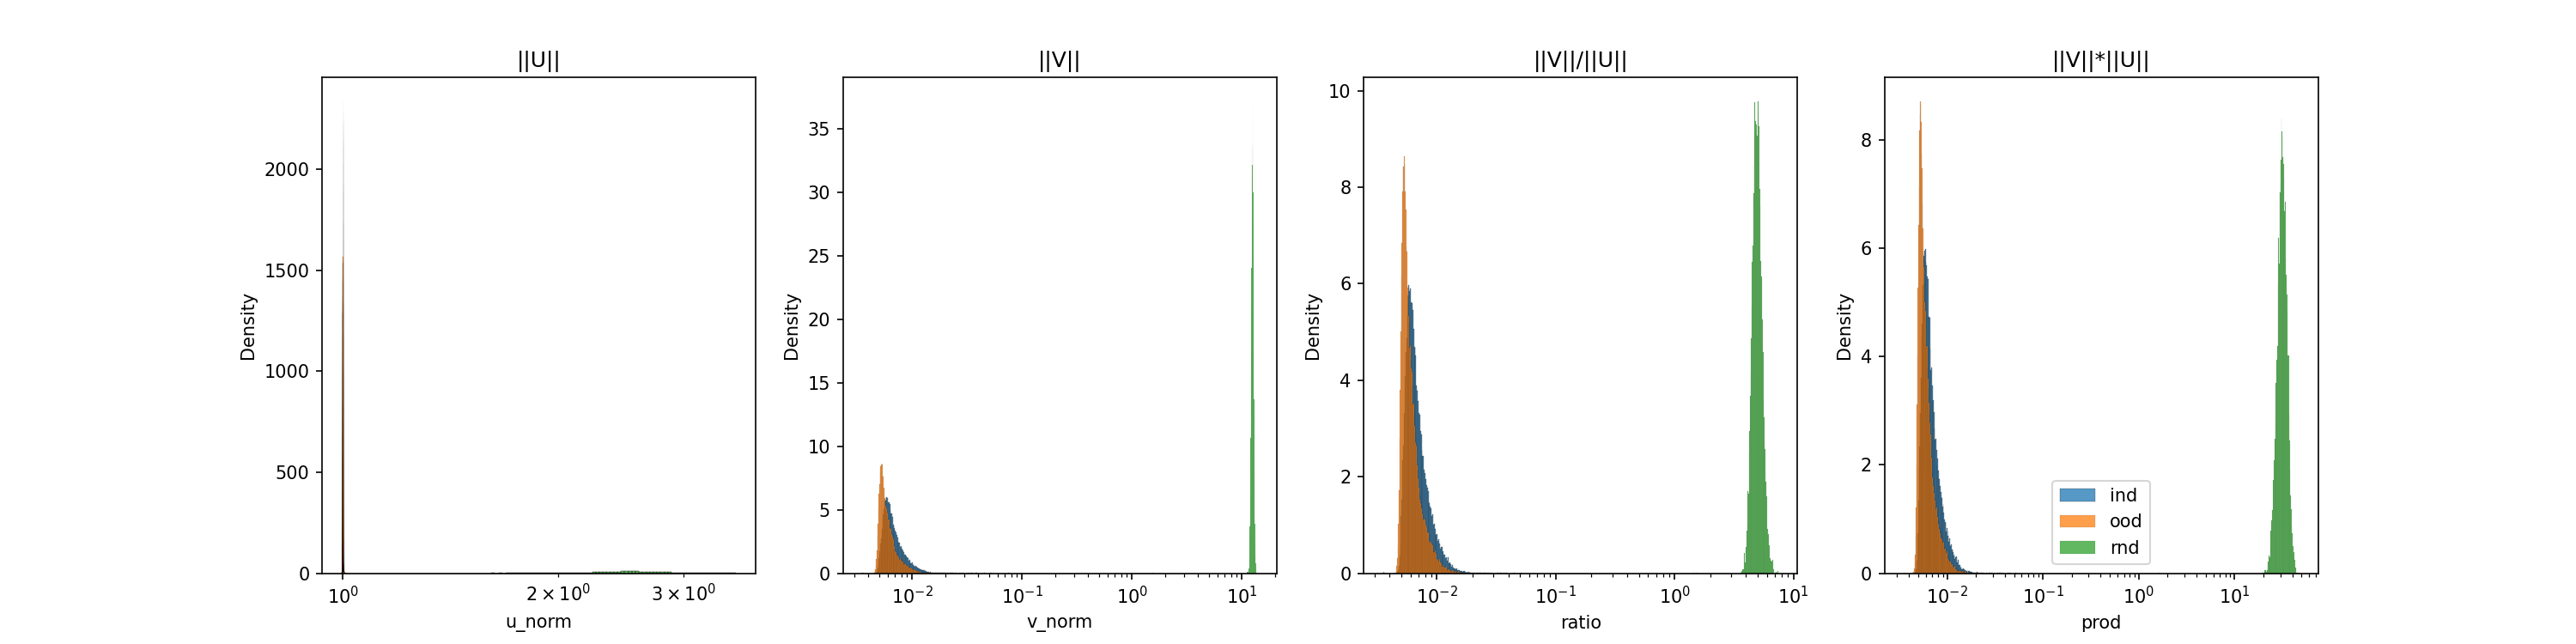 ||U||
Density
2000
1500
1000
500
0
10⁰
2 × 10⁰
3 × 10⁰
u_norm
||V||
Density
35
30
25
20
15
10
5
0
10⁻²
10⁻¹
10⁰
10¹
v_norm
||V||/||U||
Density
10
8
6
4
2
0
10⁻²
10⁻¹
10⁰
10¹
ratio
||V||*||U||
Density
8
6
4
2
0
10⁻²
10⁻¹
10⁰
10¹
prod
ind
ood
rnd